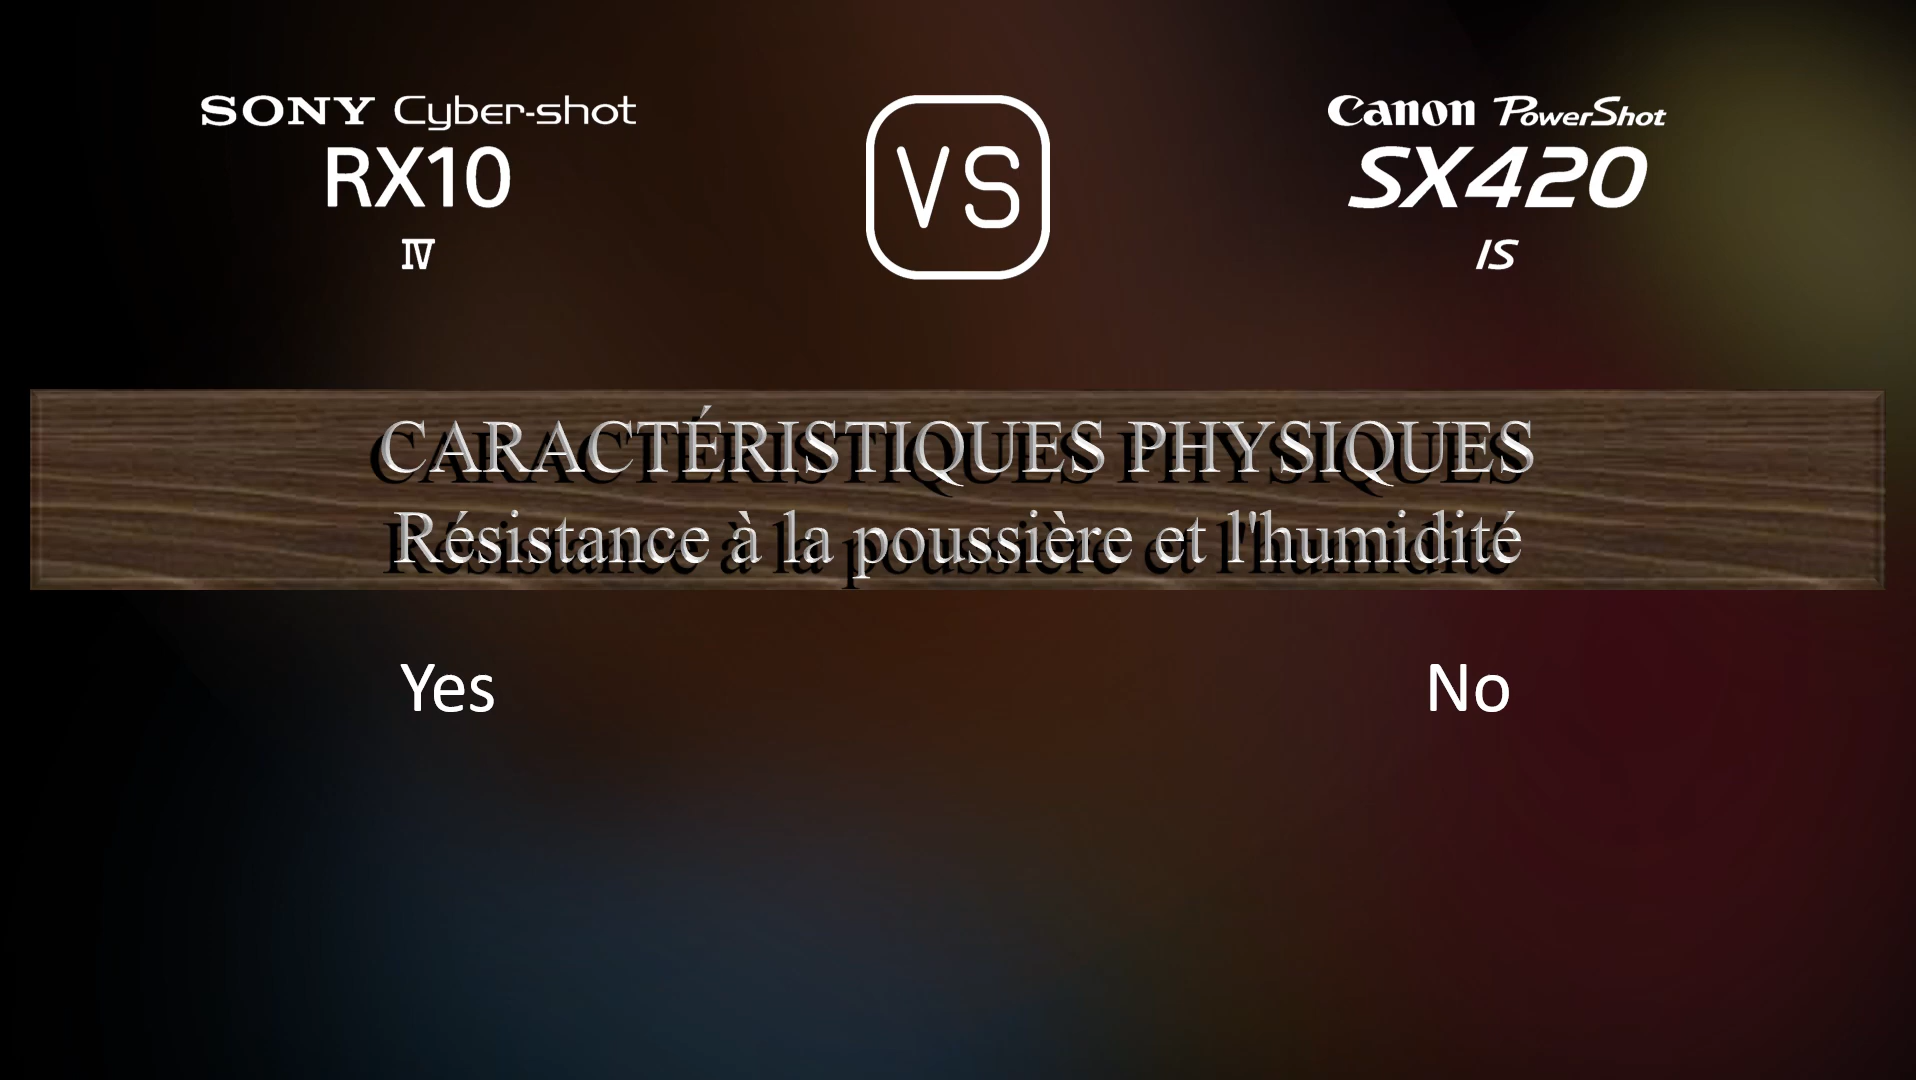 SONY Cyber-shot
RX10
IV
VS
Canon PowerShot
SX420
IS
CARACTÉRISTIQUES PHYSIQUES
Résistance à la poussière et l'humidité
Yes
No